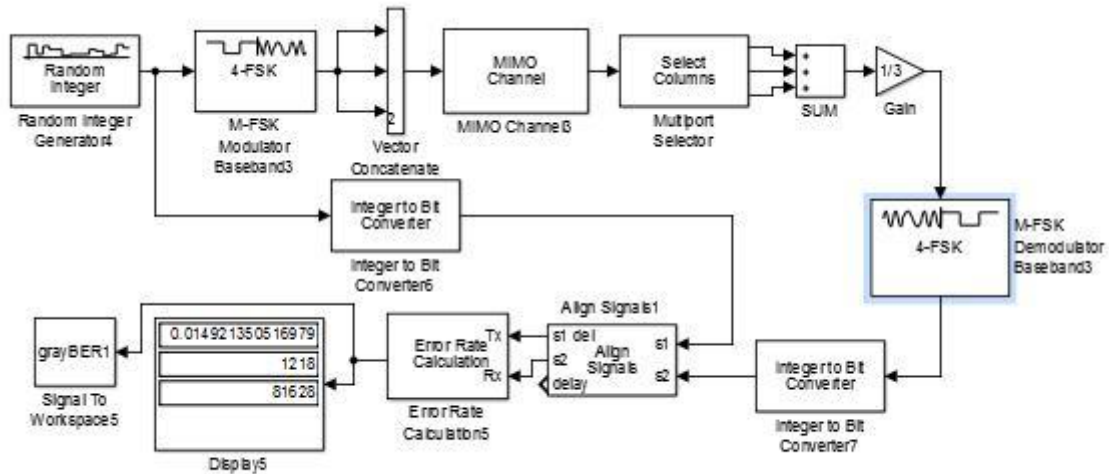 Random
Integer
Random Integer
Generator4
4-FSK
M-FSK
Modulator
Baseband3
2
Vector
Concatenate
MIMO
Channel
MIMO Channel3
Select
Columns
Multiport
Selector
+
+
+
SUM
1/3
Gain
4-FSK
M-FSK
Demodulator
Baseband3
Integer to Bit
Converter
Integer to Bit
Converter6
Align Signals1
s1 del
s2
delay
Align
Signals
s1
s2
Integer to Bit
Converter
Integer to Bit
Converter7
Tx
Rx
Error Rate
Calculation
Error Rate
Calculation5
0.01492135051697​9
1218
81628
Display5
grayBER1
Signal To
Workspace5